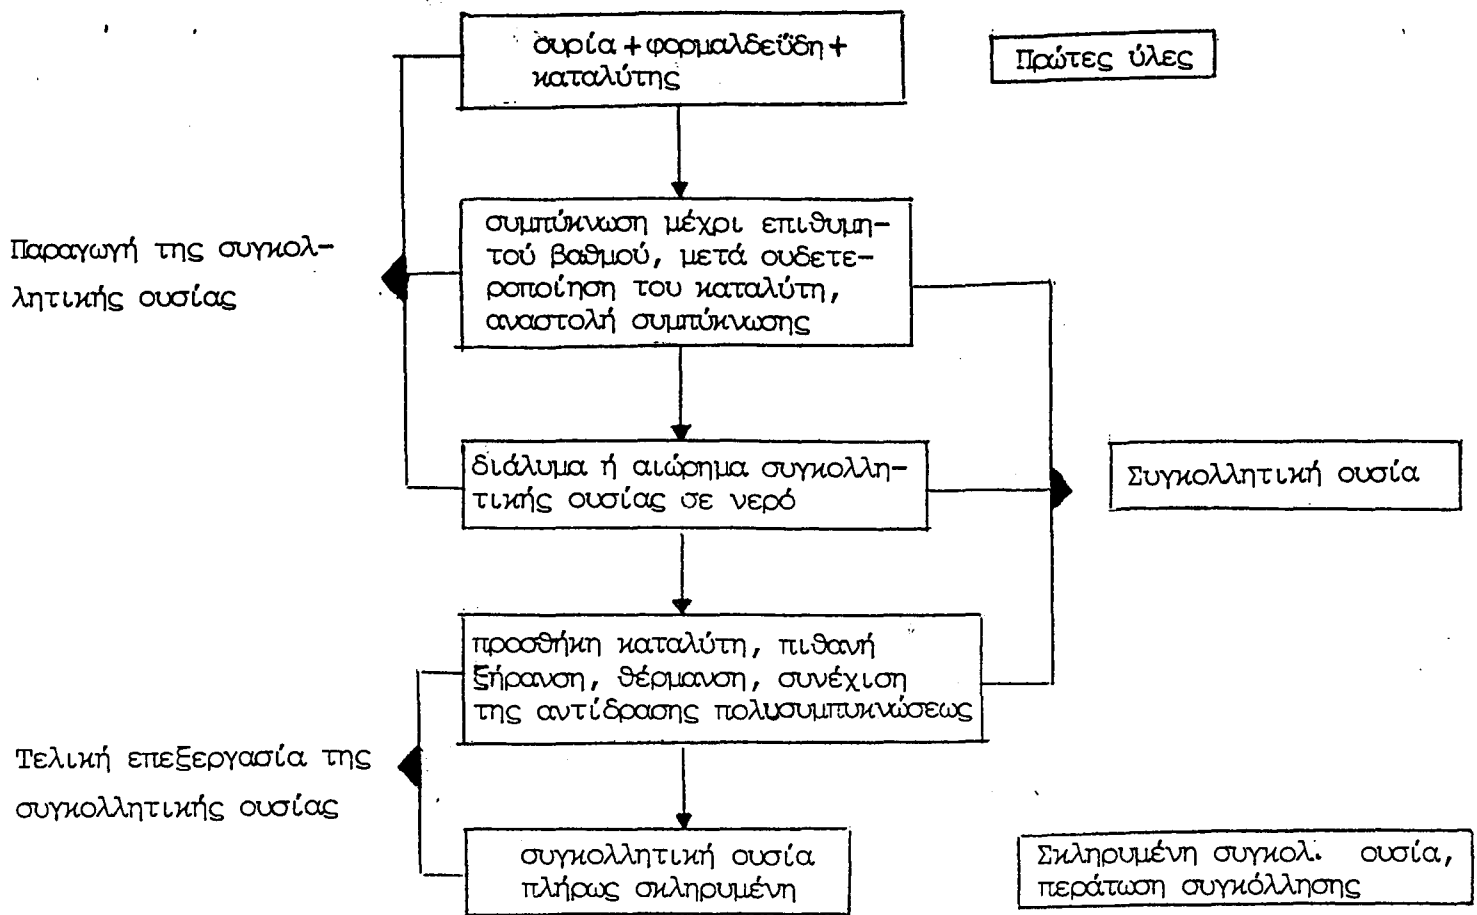 ουρία+φορμαλδεΰδη+
καταλύτης
Πρώτες ύλες
συμπύκνωση μέχρι επιθυμη-
τού βαθμού, μετά ουδετε-
ροποίηση του καταλύτη,
αναστολή συμπύκνωσης
Παραγωγή της συγκολ-
λητικής ουσίας
διάλυμα ή αιώρημα συγκολλη-
τικής ουσίας σε νερό
Συγκολλητική ουσία
προσθήκη καταλύτη, πιθανή
ξήρανση, θέρμανση, συνέχιση
της αντίδρασης πολυσυμπυκνώσεως
Τελική επεξεργασία της
συγκολλητικής ουσίας
συγκολλητική ουσία
πλήρως σκληρυμένη
Σκληρυμένη συγκολ. ουσία,
περάτωση συγκόλλησης